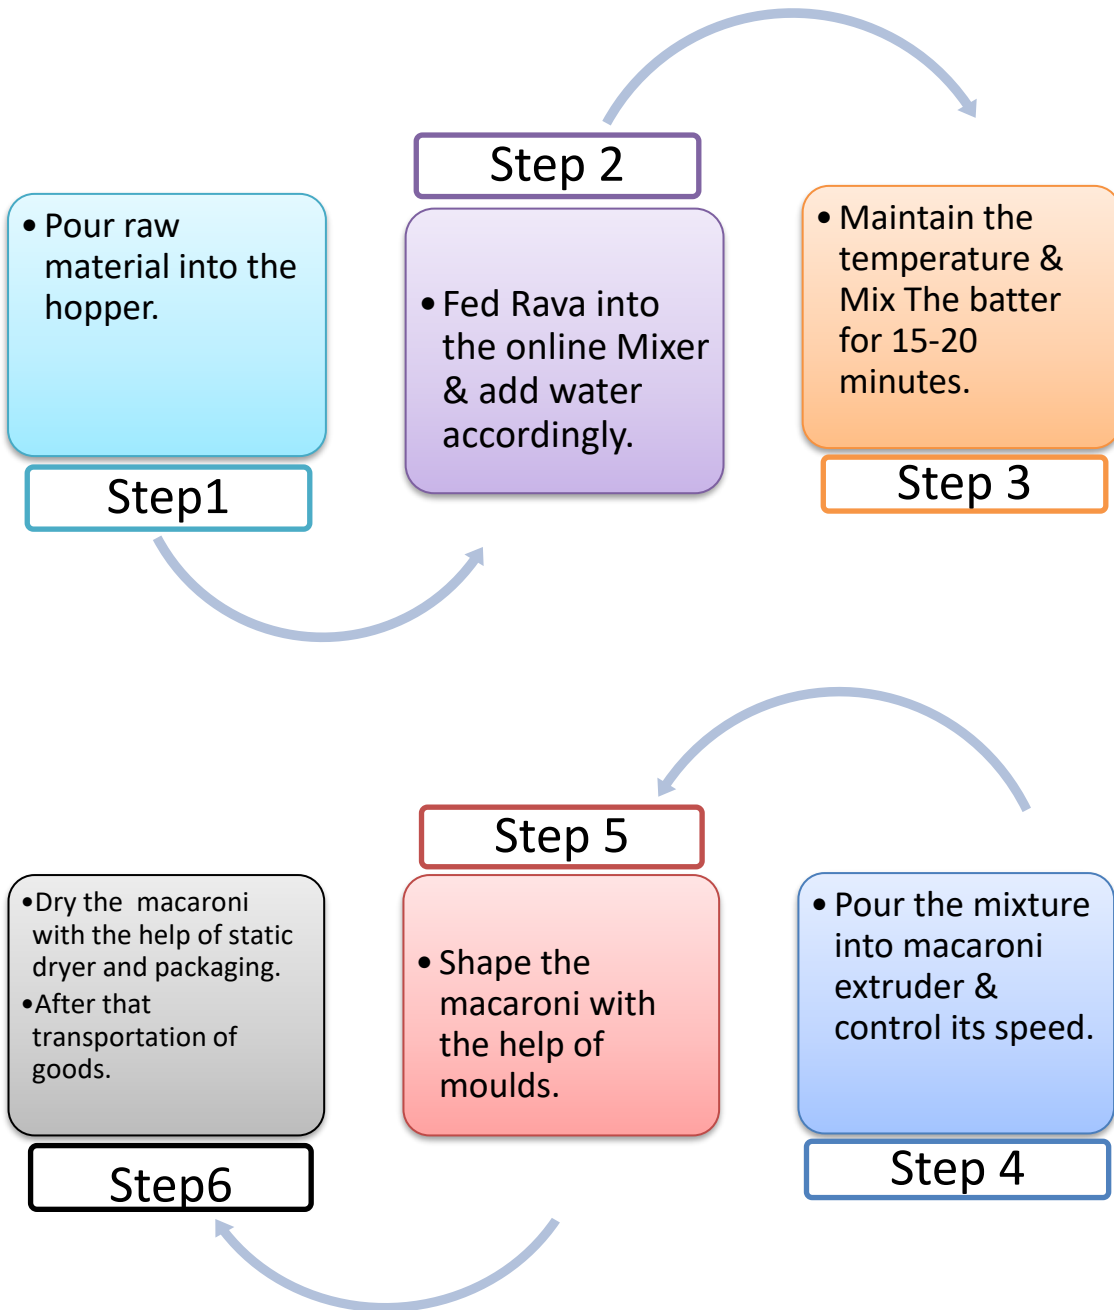 • Pour raw
material into the
hopper.
Step1
Step 2
• Fed Rava into
the online Mixer
& add water
accordingly.
• Maintain the
temperature &
Mix The batter
for 15-20
minutes.
Step 3
• Pour the mixture
into macaroni
extruder &
control its speed.
Step 4
Step 5
• Shape the
macaroni with
the help of
moulds.
•Dry the macaroni
with the help of static
dryer and packaging.
•After that
transportation of
goods.
Step6